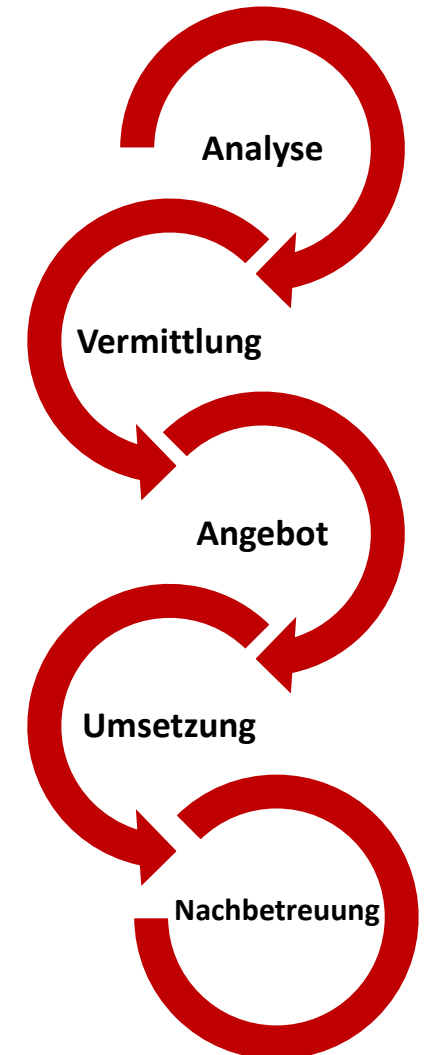 Analyse
Vermittlung
Angebot
Umsetzung
Nachbetreuung